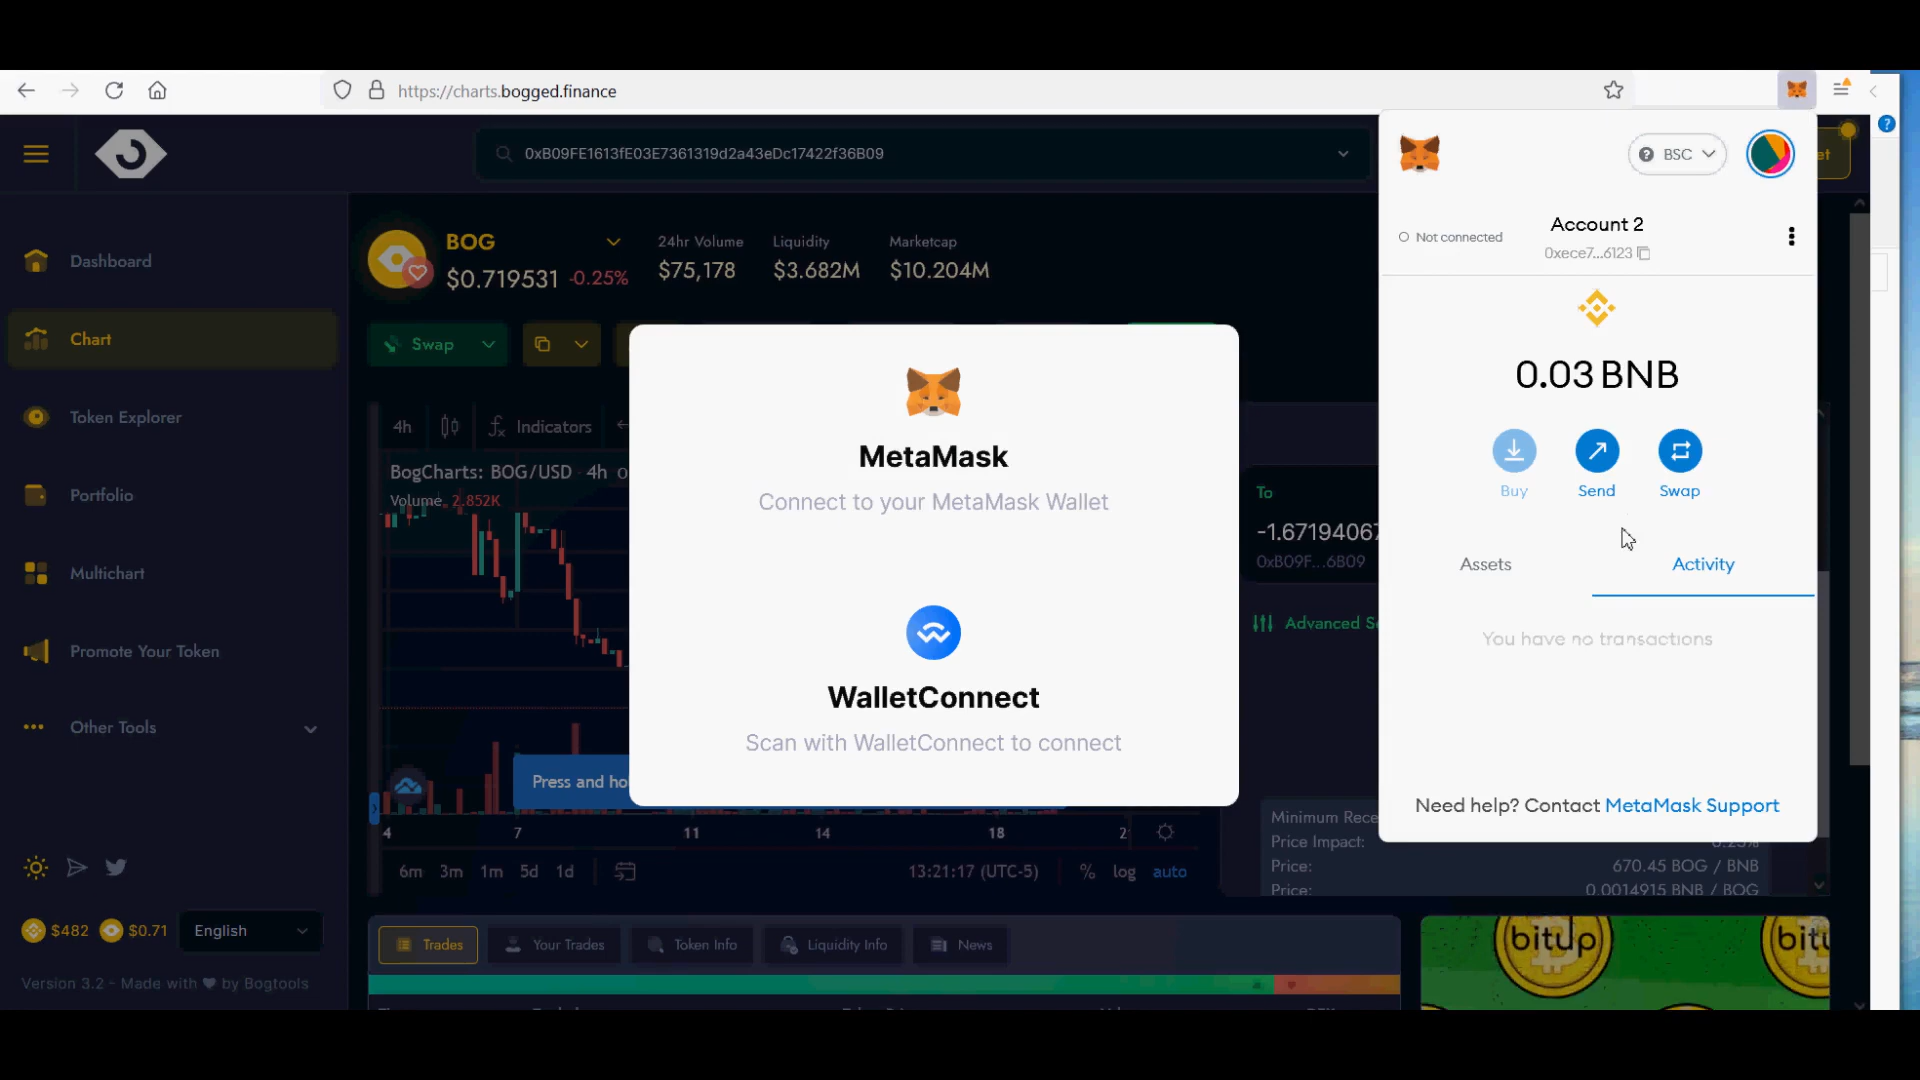 https://charts.bogged.finance
0xB09FE1613fE03E7361319d2a43eDc17422f36B09
et
BSC
Account 2
Not connected
0xece7...6123
0.03 BNB
Buy
Send
Swap
Assets
Activity
You have no transactions
Need help? Contact MetaMask Support
Dashboard
Chart
Token Explorer
Portfolio
Multichart
Promote Your Token
Other Tools
$482
$0.71
English
Version 3.2 - Made with by Bogtools
BOG
$0.719531 -0.25%
24hr Volume
$75,178
Liquidity
$3.682M
Marketcap
$10.204M
Swap
4h
Indicators
BogCharts: BOG/USD · 4h
Volume 2.852K
MetaMask
Connect to your MetaMask Wallet
WalletConnect
Scan with WalletConnect to connect
Press and ho
To
-1.6719406
0xB09F...6B09
Advanced S
4 7 11 14 18 2
6m 3m 1m 5d 1d
13:21:17 (UTC-5)
% log auto
Minimum Rece
Price Impact:
0.25%
Price:
670.45 BOG / BNB
Price:
0.0014915 BNB / BOG
Trades
Your Trades
Token Info
Liquidity Info
News
bitup
bitu